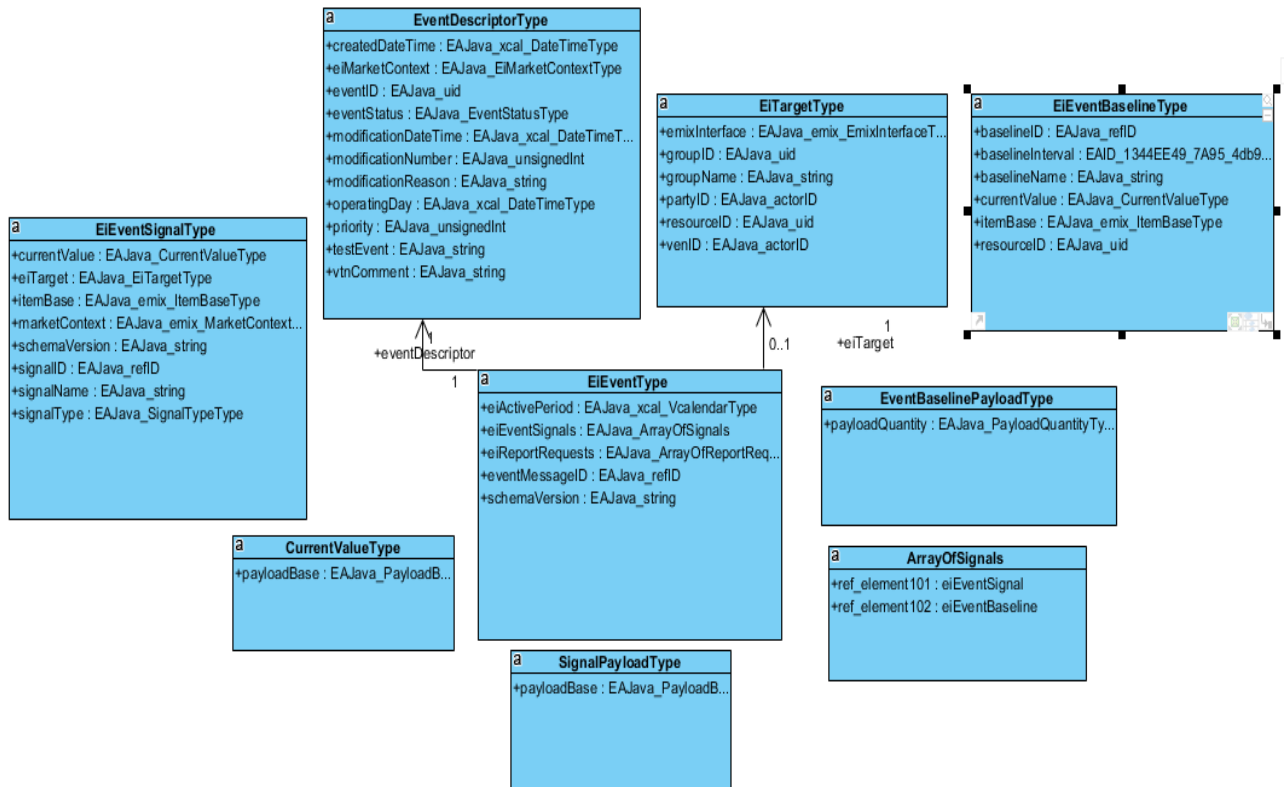 a
EventDescriptorType
+createdDateTime : EAJava_xcal_DateTimeType
+eiMarketContext : EAJava_EiMarketContextType
+eventID : EAJava_uid
+eventStatus : EAJava_EventStatusType
+modificationDateTime : EAJava_xcal_DateTimeT...
+modificationNumber : EAJava_unsignedInt
+modificationReason : EAJava_string
+operatingDay : EAJava_xcal_DateTimeType
+priority : EAJava_unsignedInt
+testEvent : EAJava_string
+vtnComment : EAJava_string
a
EiTargetType
+emixInterface : EAJava_emix_EmixInterfaceT...
+groupID : EAJava_uid
+groupName : EAJava_string
+partyID : EAJava_actorID
+resourceID : EAJava_uid
+venID : EAJava_actorID
a
EiEventBaselineType
+baselineID : EAJava_refID
+baselineInterval : EAID_1344EE49_7A95_4db9...
+baselineName : EAJava_string
+currentValue : EAJava_CurrentValueType
+itemBase : EAJava_emix_ItemBaseType
+resourceID : EAJava_uid
a
EiEventSignalType
+currentValue : EAJava_CurrentValueType
+eiTarget : EAJava_EiTargetType
+itemBase : EAJava_emix_ItemBaseType
+marketContext : EAJava_emix_MarketContext...
+schemaVersion : EAJava_string
+signalID : EAJava_refID
+signalName : EAJava_string
+signalType : EAJava_SignalTypeType
1
+eventDescriptor
1
0..1
1
+eiTarget
a
EiEventType
+eiActivePeriod : EAJava_xcal_VcalendarType
+eiEventSignals : EAJava_ArrayOfSignals
+eiReportRequests : EAJava_ArrayOfReportReq...
+eventMessageID : EAJava_refID
+schemaVersion : EAJava_string
a
EventBaselinePayloadType
+payloadQuantity : EAJava_PayloadQuantityTy...
a
CurrentValueType
+payloadBase : EAJava_PayloadB...
a
ArrayOfSignals
+ref_element101 : eiEventSignal
+ref_element102 : eiEventBaseline
a
SignalPayloadType
+payloadBase : EAJava_PayloadB...